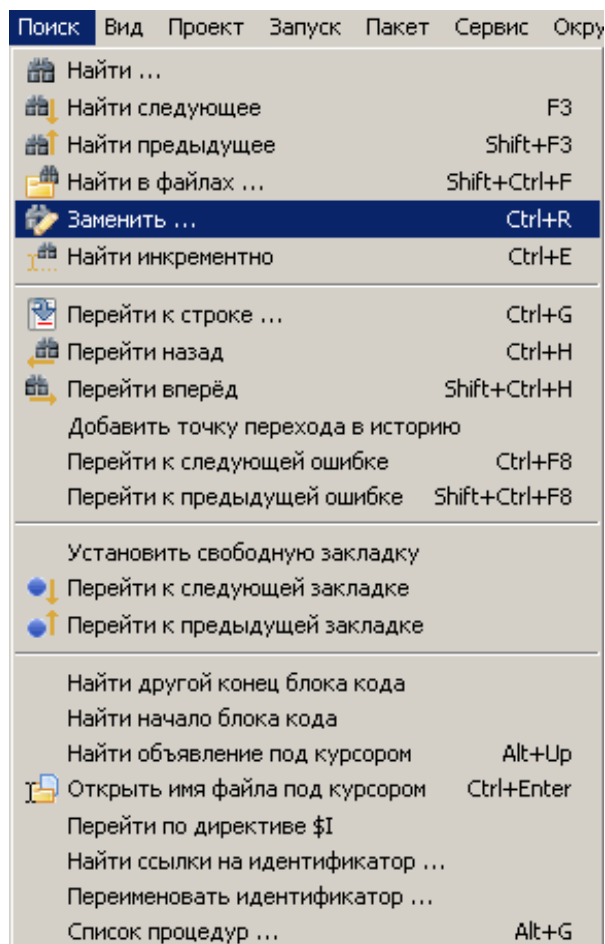 Поиск Вид Проект Запуск Пакет Сервис Окру
Найти ...
Найти следующее F3
Найти предыдущее Shift+F3
Найти в файлах ... Shift+Ctrl+F
Заменить ... Ctrl+R
Найти инкрементно Ctrl+E
Перейти к строке ... Ctrl+G
Перейти назад Ctrl+H
Перейти вперёд Shift+Ctrl+H
Добавить точку перехода в историю
Перейти к следующей ошибке Ctrl+F8
Перейти к предыдущей ошибке Shift+Ctrl+F8
Установить свободную закладку
Перейти к следующей закладке
Перейти к предыдущей закладке
Найти другой конец блока кода
Найти начало блока кода
Найти объявление под курсором Alt+Up
Открыть имя файла под курсором Ctrl+Enter
Перейти по директиве $I
Найти ссылки на идентификатор ...
Переименовать идентификатор ...
Список процедур ... Alt+G